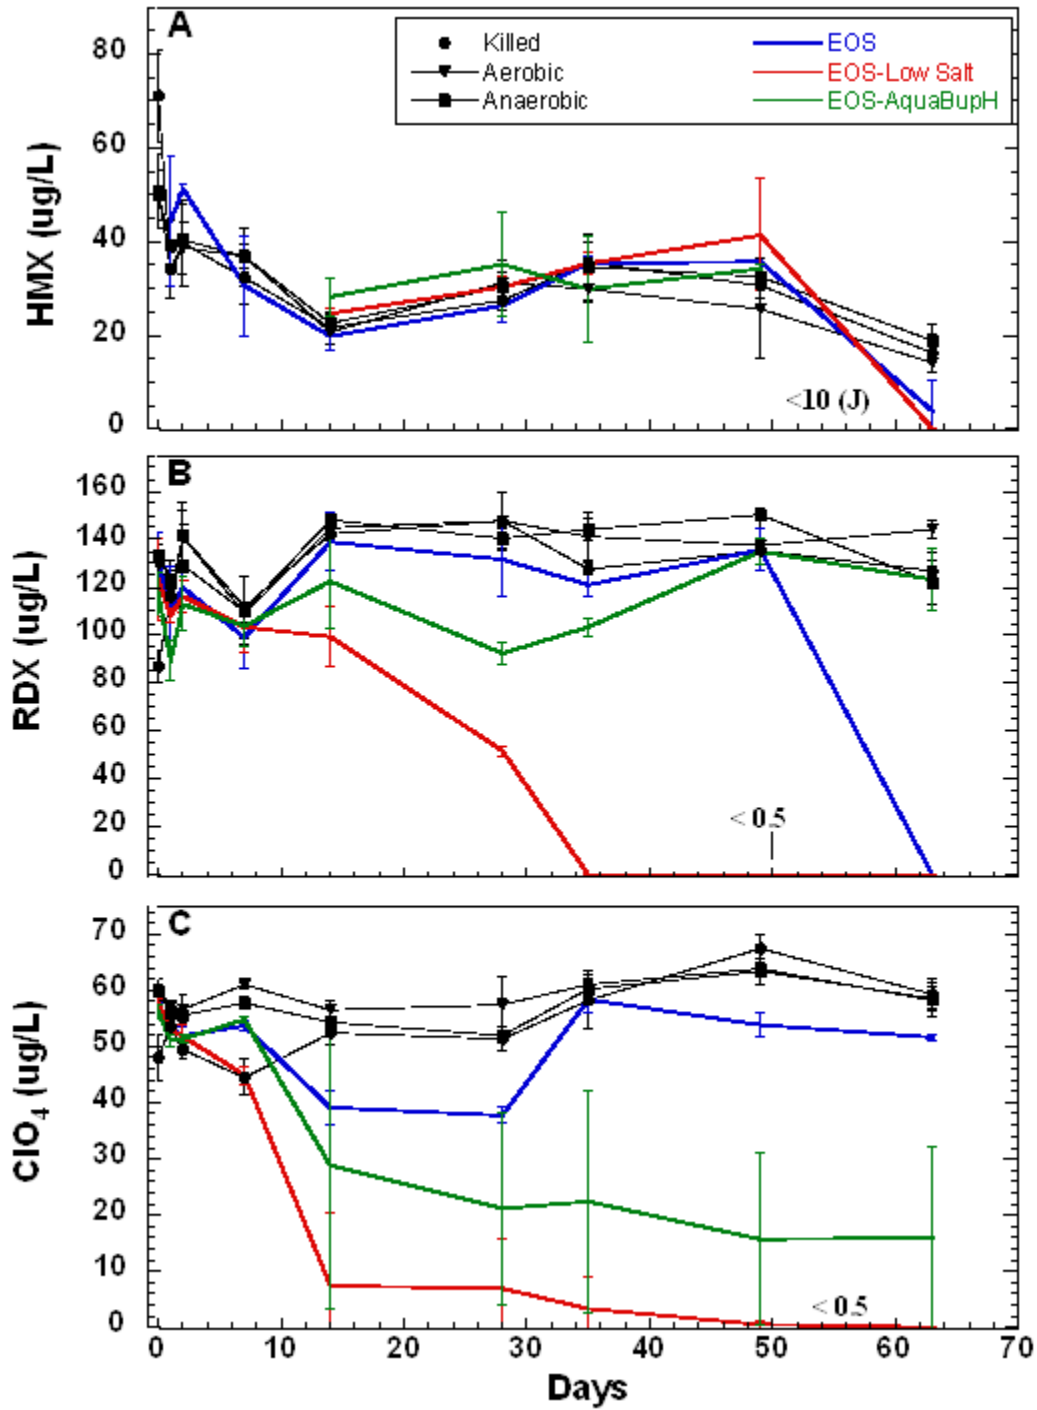 A
Killed
Aerobic
Anaerobic
EOS
EOS-Low Salt
EOS-AquaBupH
HMX (ug/L)
80
60
40
20
0
<10 (J)
B
RDX (ug/L)
160
140
120
100
80
60
40
20
0
< 0.5
C
ClO4 (ug/L)
70
60
50
40
30
20
10
0
< 0.5
0 10 20 30 40 50 60 70
Days